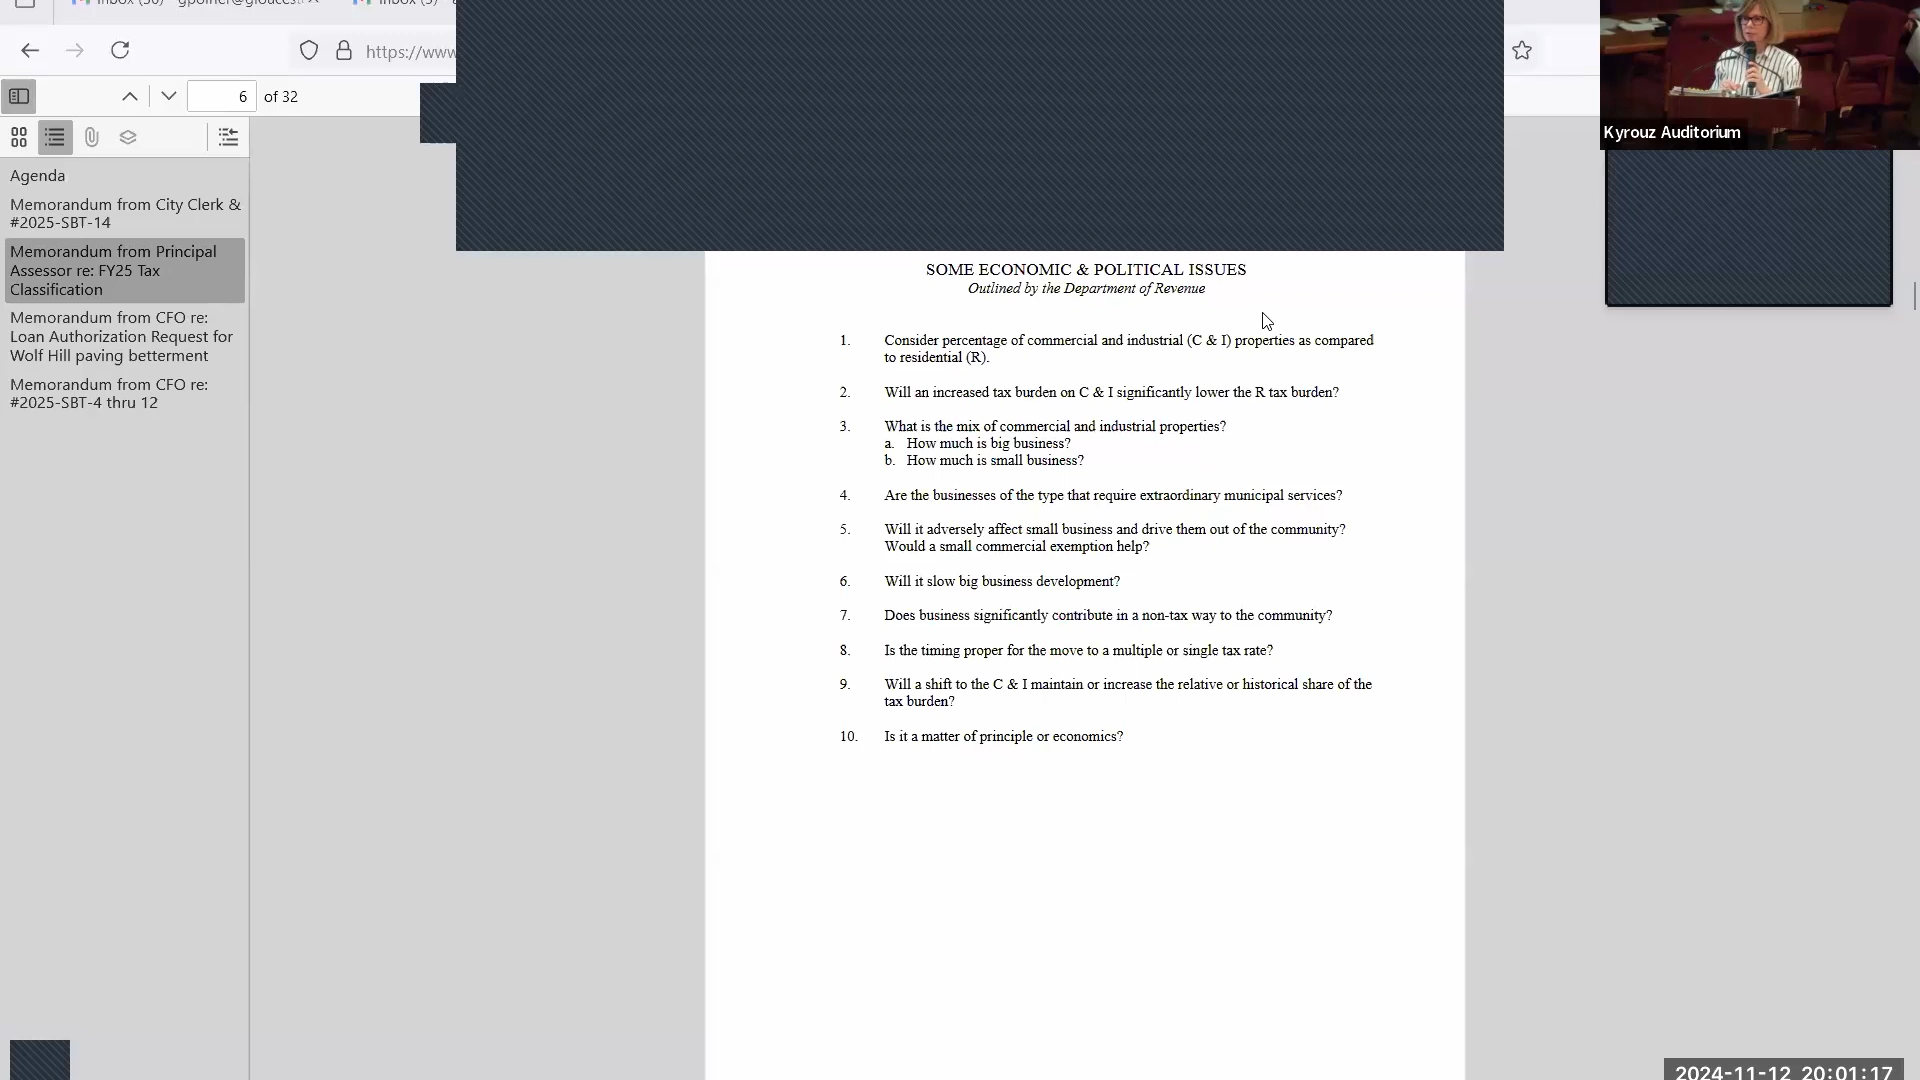 Inbox (30) - gpoirier@glouces
Inbox (3)
https://www
6 of 32
Kyrouz Auditorium
Agenda
Memorandum from City Clerk &
#2025-SBT-14
Memorandum from Principal
Assessor re: FY25 Tax
Classification
Memorandum from CFO re:
Loan Authorization Request for
Wolf Hill paving betterment
Memorandum from CFO re:
#2025-SBT-4 thru 12
SOME ECONOMIC & POLITICAL ISSUES
Outlined by the Department of Revenue
1. Consider percentage of commercial and industrial (C & I) properties as compared
to residential (R).
2. Will an increased tax burden on C & I significantly lower the R tax burden?
3. What is the mix of commercial and industrial properties?
a. How much is big business?
b. How much is small business?
4. Are the businesses of the type that require extraordinary municipal services?
5. Will it adversely affect small business and drive them out of the community?
Would a small commercial exemption help?
6. Will it slow big business development?
7. Does business significantly contribute in a non-tax way to the community?
8. Is the timing proper for the move to a multiple or single tax rate?
9. Will a shift to the C & I maintain or increase the relative or historical share of the
tax burden?
10. Is it a matter of principle or economics?
2024-11-12 20:01:17